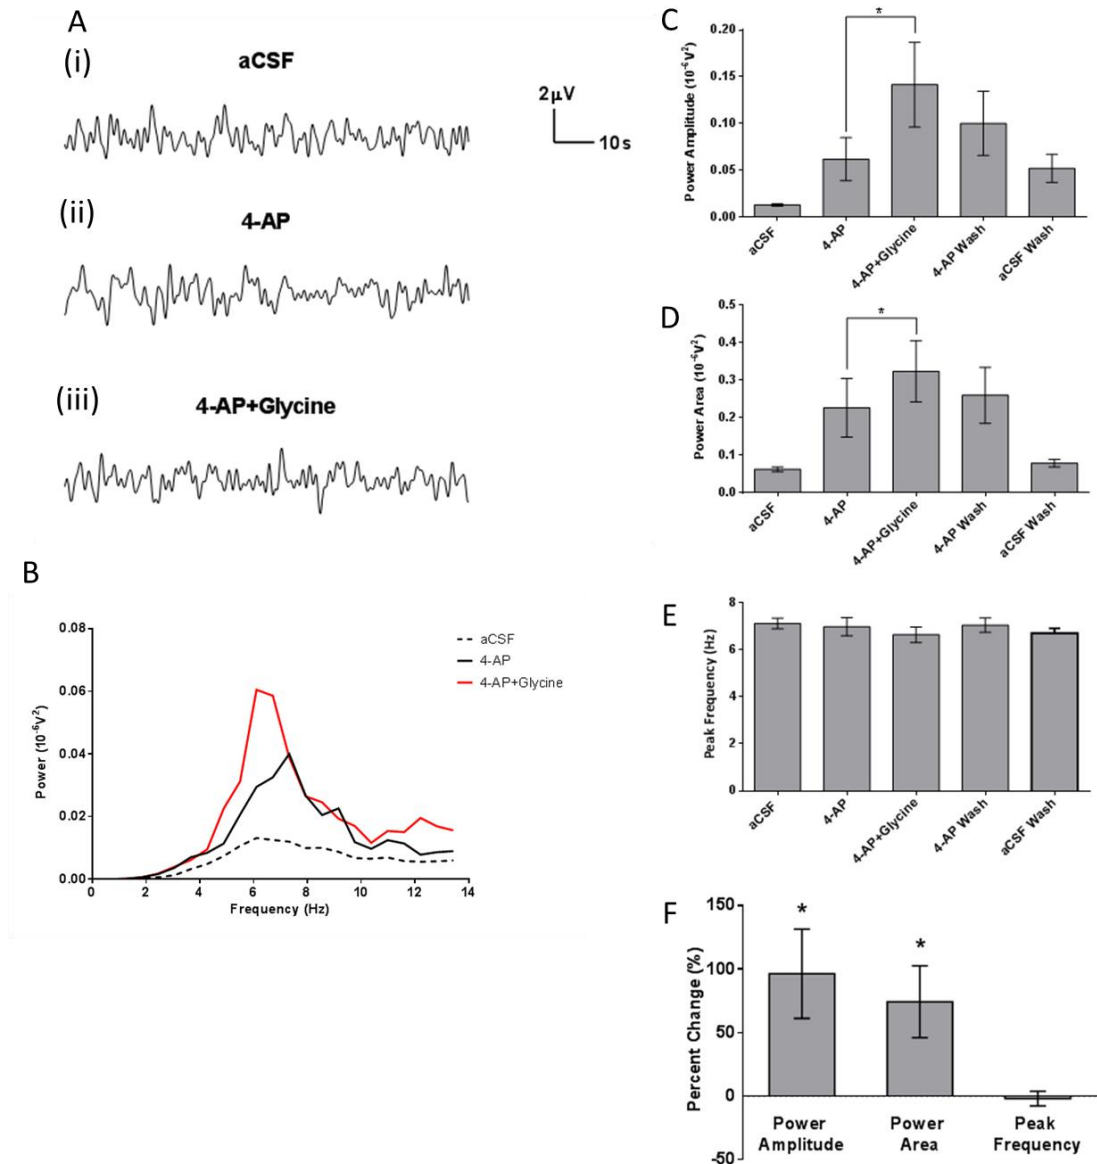 A
(i)
aCSF
2μV
10s
(ii)
4-AP
(iii)
4-AP+Glycine
B
0.08
0.06
0.04
0.02
0.00
Power (10⁻⁶V²)
0 2 4 6 8 10 12 14
Frequency (Hz)
aCSF
4-AP
4-AP+Glycine
C
*
0.20
0.15
0.10
0.05
0.00
Power Amplitude (10⁻⁶V²)
aCSF
4-AP
4-AP+Glycine
4-AP Wash
aCSF Wash
D
*
0.5
0.4
0.3
0.2
0.1
0.0
Power Area (10⁻⁶V²)
aCSF
4-AP
4-AP+Glycine
4-AP Wash
aCSF Wash
E
8
6
4
2
0
Peak Frequency (Hz)
aCSF
4-AP
4-AP+Glycine
4-AP Wash
aCSF Wash
F
150
100
50
0
-50
Percent Change (%)
* *
Power Power Peak
Amplitude Area Frequency